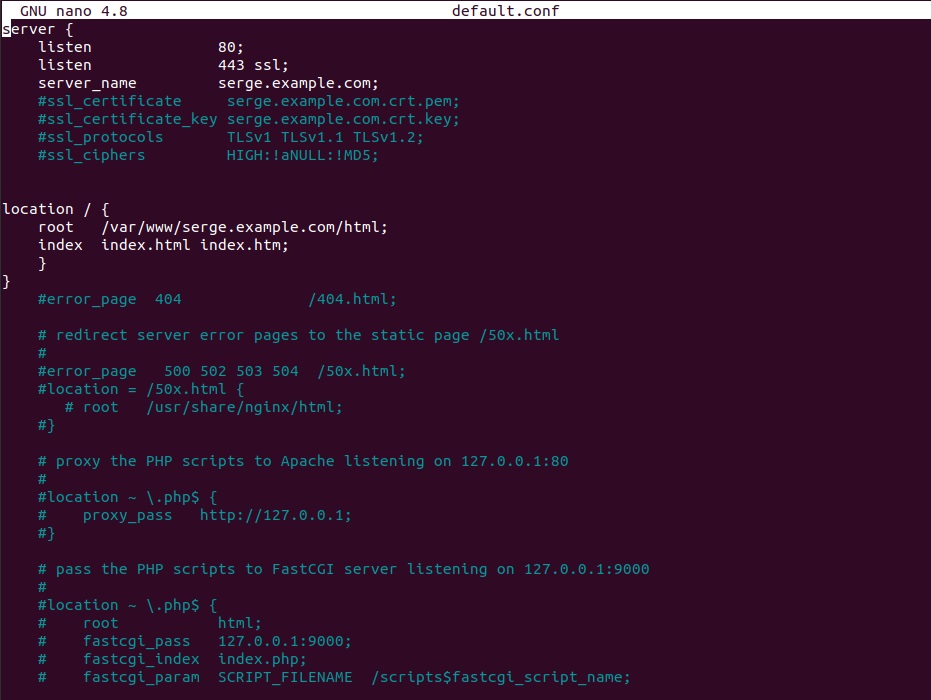 GNU nano 4.8                                    default.conf
server {
    listen              80;
    listen              443 ssl;
    server_name         serge.example.com;
    #ssl_certificate     serge.example.com.crt.pem;
    #ssl_certificate_key serge.example.com.crt.key;
    #ssl_protocols       TLSv1 TLSv1.1 TLSv1.2;
    #ssl_ciphers         HIGH:!aNULL:!MD5;


location / {
    root   /var/www/serge.example.com/html;
    index  index.html index.htm;
    }
}
    #error_page  404              /404.html;

    # redirect server error pages to the static page /50x.html
    #
    #error_page   500 502 503 504  /50x.html;
    #location = /50x.html {
       # root   /usr/share/nginx/html;
    #}

    # proxy the PHP scripts to Apache listening on 127.0.0.1:80
    #
    #location ~ \.php$ {
    #    proxy_pass   http://127.0.0.1;
    #}

    # pass the PHP scripts to FastCGI server listening on 127.0.0.1:9000
    #
    #location ~ \.php$ {
    #    root           html;
    #    fastcgi_pass   127.0.0.1:9000;
    #    fastcgi_index  index.php;
    #    fastcgi_param  SCRIPT_FILENAME  /scripts$fastcgi_script_name;